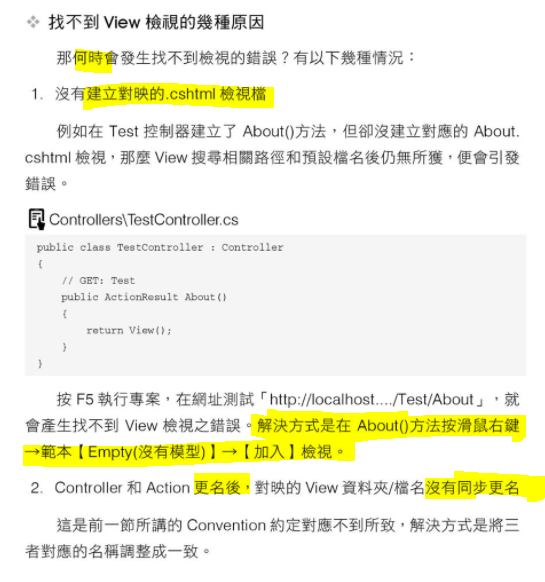 ❖ 找不到 View 檢視的幾種原因
那何時會發生找不到檢視的錯誤？有以下幾種情況：
1. 沒有建立對映的.cshtml 檢視檔
例如在 Test 控制器建立了 About()方法，但卻沒建立對應的 About.
cshtml 檢視，那麼 View 搜尋相關路徑和預設檔名後仍無所獲，便會引發
錯誤。
Controllers\TestController.cs
public class TestController : Controller
{
// GET: Test
public ActionResult About()
{
return View();
}
}
按 F5 執行專案，在網址測試「http://localhost..../Test/About」，就
會產生找不到 View 檢視之錯誤。解決方式是在 About()方法按滑鼠右鍵
→範本【Empty(沒有模型)】→【加入】檢視。
2. Controller 和 Action 更名後，對映的 View 資料夾/檔名沒有同步更名
這是前一節所講的 Convention 約定對應不到所致，解決方式是將三
者對應的名稱調整成一致。